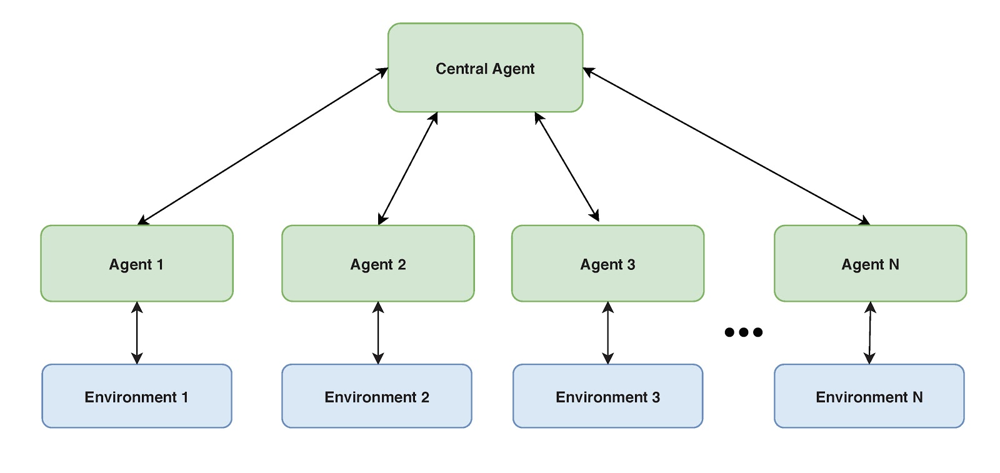 Central Agent
Agent 1
Agent 2
Agent 3
Agent N
Environment 1
Environment 2
Environment 3
Environment N